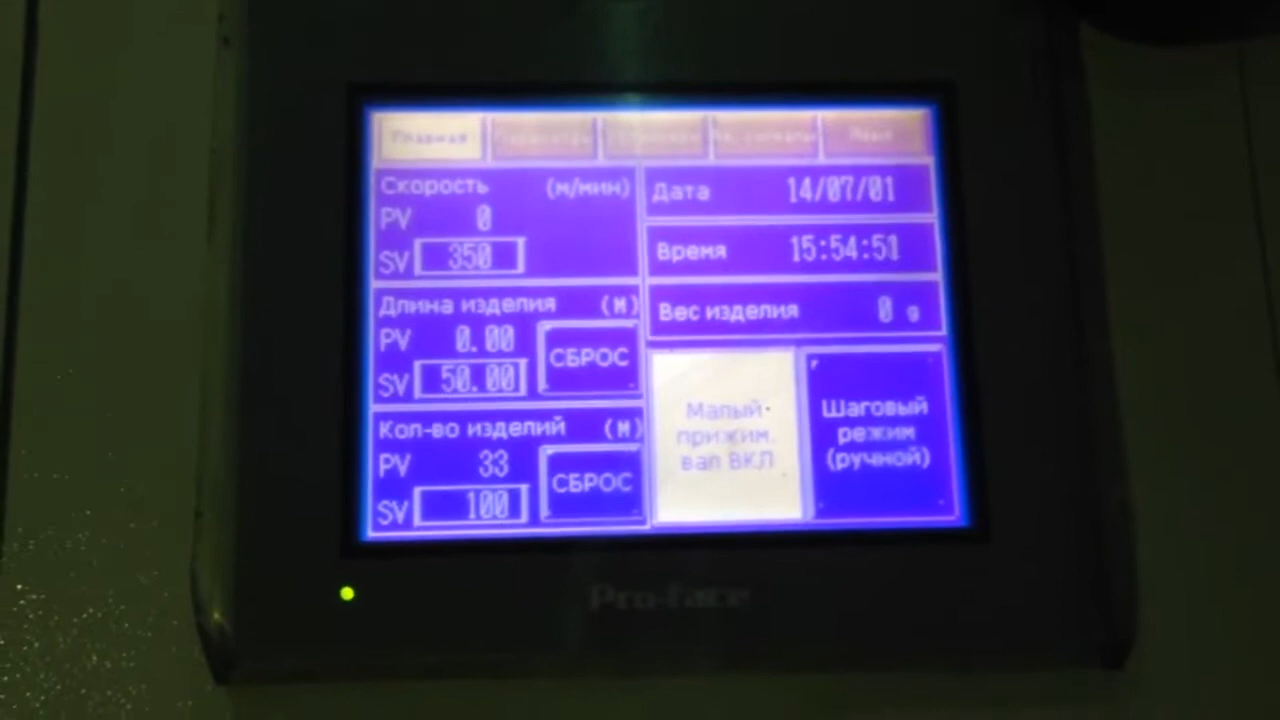 Главная
Скорость (м/мин)
PV 0
SV 350
Длина изделия (М)
PV 0.00
SV 50.00
СБРОС
Кол-во изделий (М)
PV 33
SV 100
СБРОС
Дата 14/07/01
Время 15:54:51
Вес изделия 0 g
Малый
прижим.
вал ВКЛ
Шаговый
режим
(ручной)
Pro-face